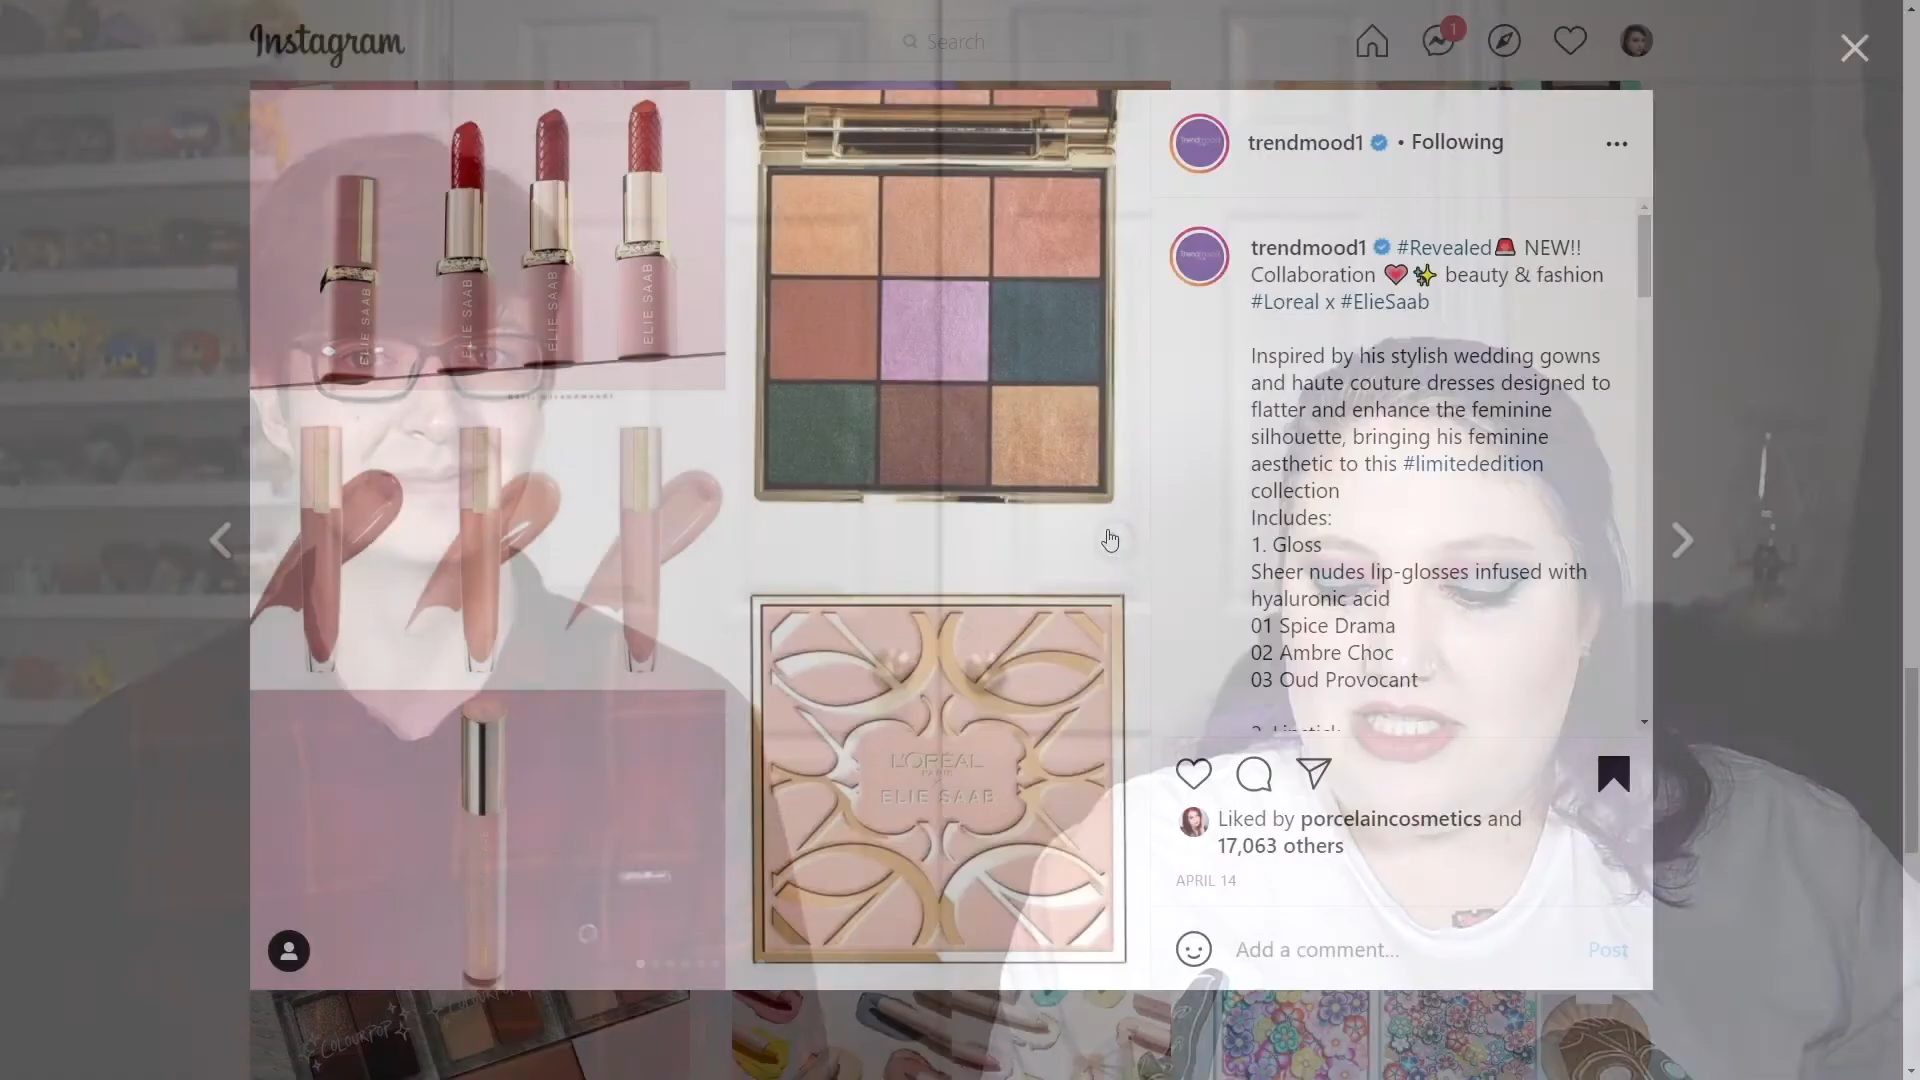 Instagram
Search
1
trendmood1 • Following
trendmood1 #Revealed🚨 NEW!!
Collaboration 💗✨ beauty & fashion
#Loreal x #ElieSaab
Inspired by his stylish wedding gowns
and haute couture dresses designed to
flatter and enhance the feminine
silhouette, bringing his feminine
aesthetic to this #limitededition
collection
Includes:
1. Gloss
Sheer nudes lip-glosses infused with
hyaluronic acid
01 Spice Drama
02 Ambre Choc
03 Oud Provocant
2. Lipstick
Liked by porcelaincosmetics and
17,063 others
APRIL 14
Add a comment... Post
ELIE SAAB
ELIE SAAB
ELIE SAAB
ELIE SAAB
L'ORÉAL
PARIS
ELIE SAAB
COLOURPOP